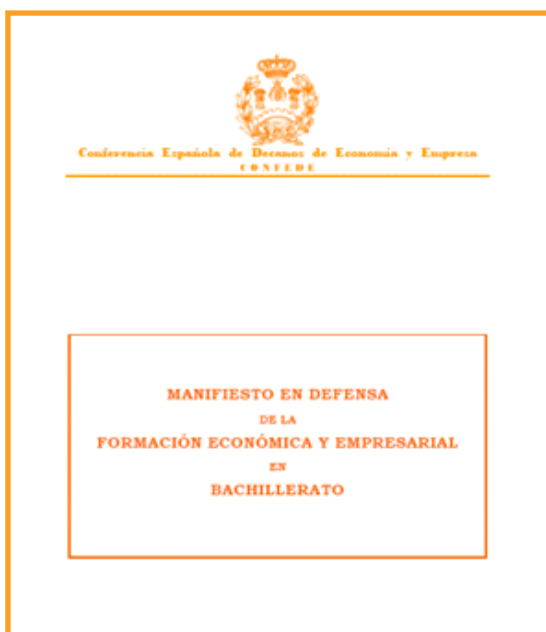 Conferencia Española de Decanos de Economía y Empresa
CONFEDE
MANIFIESTO EN DEFENSA
DE LA
FORMACIÓN ECONÓMICA Y EMPRESARIAL
EN
BACHILLERATO